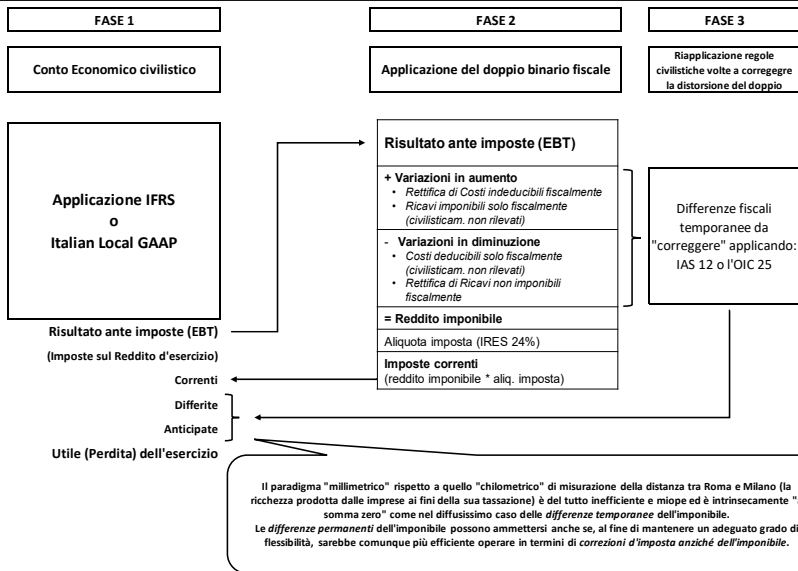 FASE 1
FASE 2
FASE 3
Conto Economico civilistico
Applicazione del doppio binario fiscale
Riapplicazione regole
civilistiche volte a corregegre
la distorsione del doppio
Applicazione IFRS
o
Italian Local GAAP
Risultato ante imposte (EBT)
+ Variazioni in aumento
• Rettifica di Costi indeducibili fiscalmente
• Ricavi imponibili solo fiscalmente
(civilisticam. non rilevati)
- Variazioni in diminuzione
• Costi deducibili solo fiscalmente
(civilisticam. non rilevati)
• Rettifica di Ricavi non imponibili
fiscalmente
= Reddito imponibile
Aliquota imposta (IRES 24%)
Imposte correnti
(reddito imponibile * aliq. imposta)
Differenze fiscali
temporanee da
"correggere" applicando:
IAS 12 o l'OIC 25
Risultato ante imposte (EBT)
(Imposte sul Reddito d'esercizio)
Correnti
Differite
Anticipate
Utile (Perdita) dell'esercizio
Il paradigma "millimetrico" rispetto a quello "chilometrico" di misurazione della distanza tra Roma e Milano (la
ricchezza prodotta dalle imprese ai fini della sua tassazione) è del tutto inefficiente e miope ed è intrinsecamente "
somma zero" come nel diffusissimo caso delle differenze temporanee dell'imponibile.
Le differenze permanenti dell'imponibile possono ammettersi anche se, al fine di mantenere un adeguato grado di
flessibilità, sarebbe comunque più efficiente operare in termini di correzioni d'imposta anziché dell'imponibile.